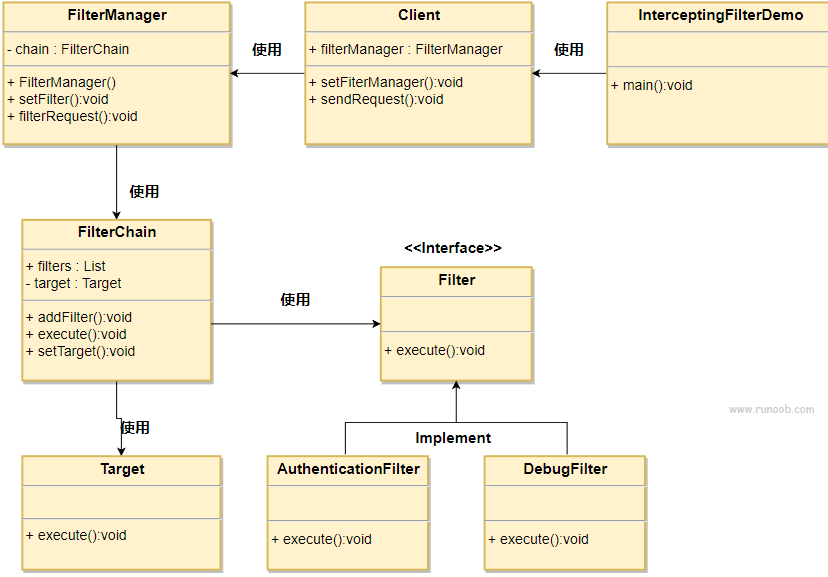 FilterManager
- chain : FilterChain
+ FilterManager()
+ setFilter():void
+ filterRequest():void
使用
Client
+ filterManager : FilterManager
+ setFiterManager():void
+ sendRequest():void
使用
InterceptingFilterDemo
+ main():void
使用
FilterChain
+ filters : List
- target : Target
+ addFilter():void
+ execute():void
+ setTarget():void
使用
<<Interface>>
Filter
+ execute():void
www.runoob.com
使用
Implement
Target
+ execute():void
AuthenticationFilter
+ execute():void
DebugFilter
+ execute():void